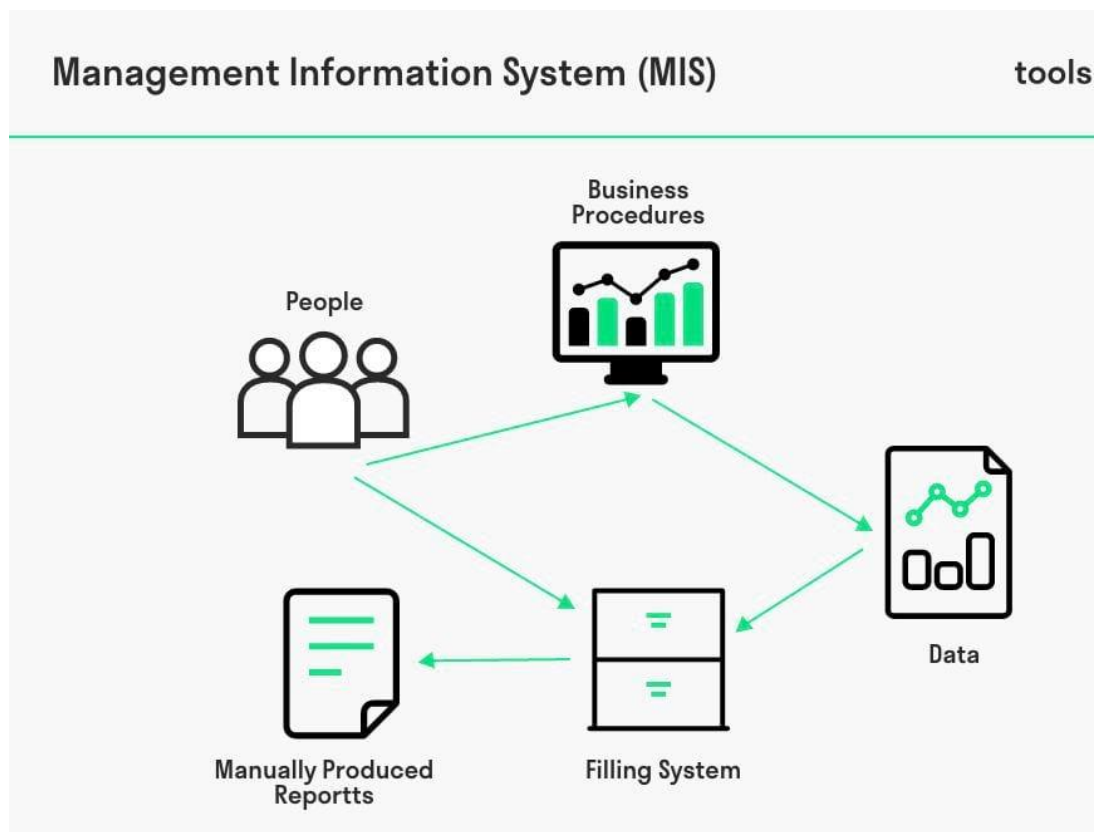 Management Information System (MIS)
tools
Business
Procedures
People
Data
Manually Produced
Reportts
Filling System